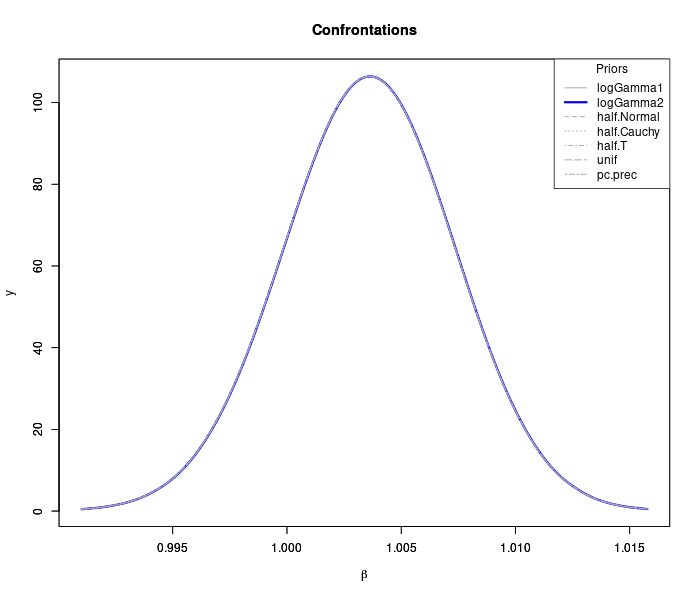 Confrontations
Priors
logGamma1
logGamma2
half.Normal
half.Cauchy
half.T
unif
pc.prec
y
100
80
60
40
20
0
0.995 1.000 1.005 1.010 1.015
β